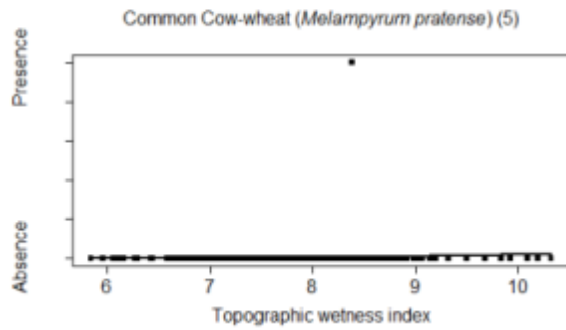 Common Cow-wheat (Melampyrum pratense) (5)
Presence
Absence
6 7 8 9 10
Topographic wetness index